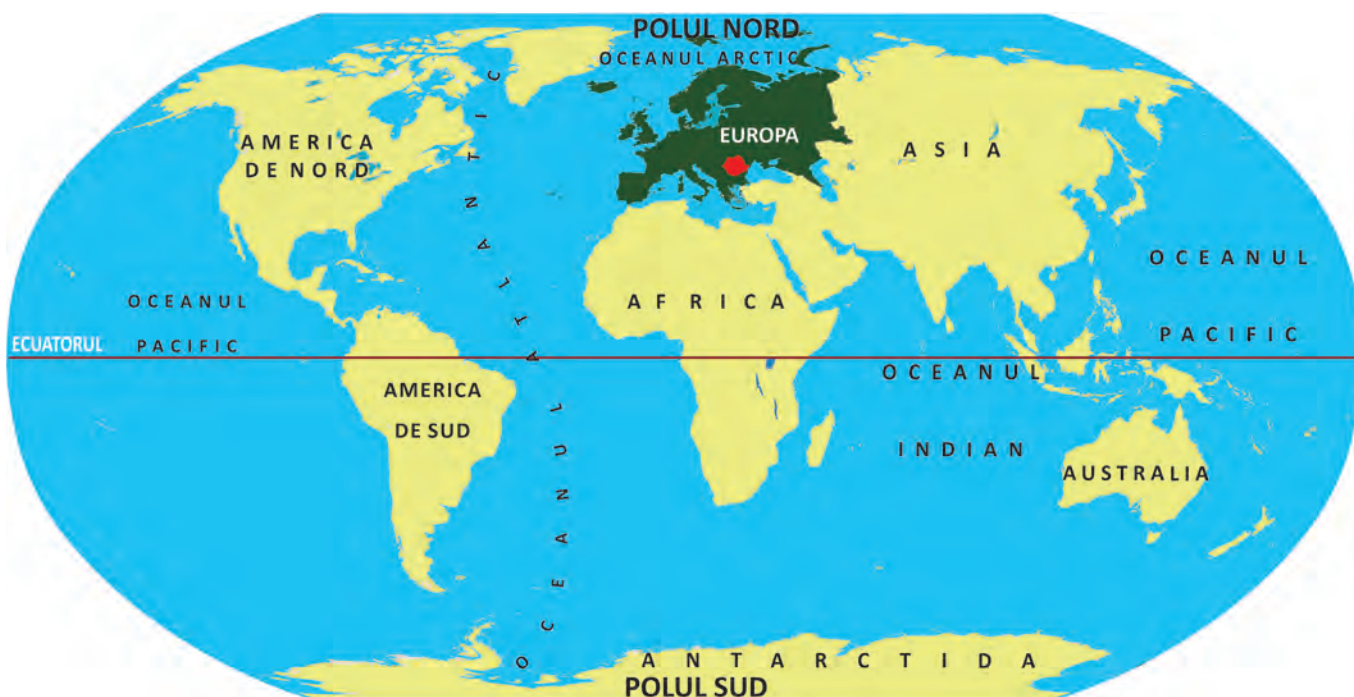 POLUL NORD
OCEANUL ARCTIC
AMERICA
DE NORD
EUROPA
ASIA
OCEANUL ATLANTIC
OCEANUL
PACIFIC
AFRICA
OCEANUL
PACIFIC
ECUATORUL
AMERICA
DE SUD
OCEANUL
INDIAN
AUSTRALIA
ANTARCTIDA
POLUL SUD